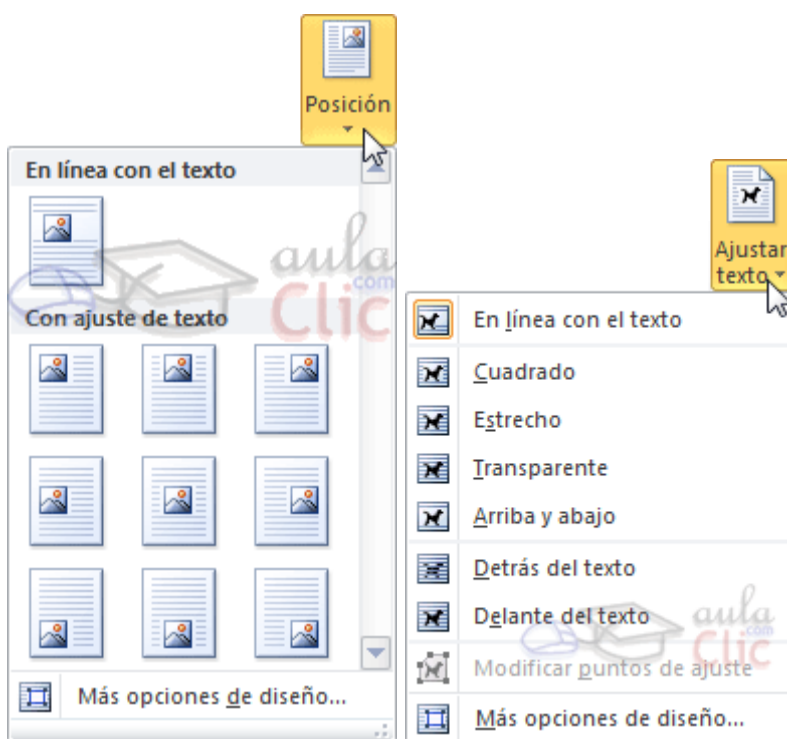 Posición
En línea con el texto
aula
.com
Clic
Con ajuste de texto
Más opciones de diseño...
Ajustar
texto
En línea con el texto
Cuadrado
Estrecho
Transparente
Arriba y abajo
Detrás del texto
Delante del texto
aula
.com
Clic
Modificar puntos de ajuste
Más opciones de diseño...